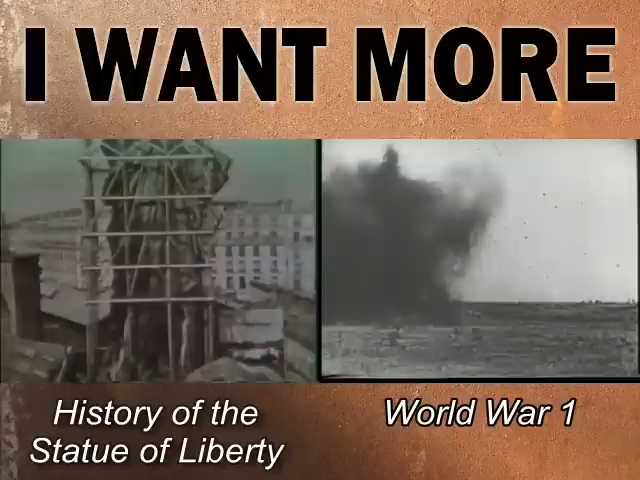 I WANT MORE
History of the
Statue of Liberty
World War 1